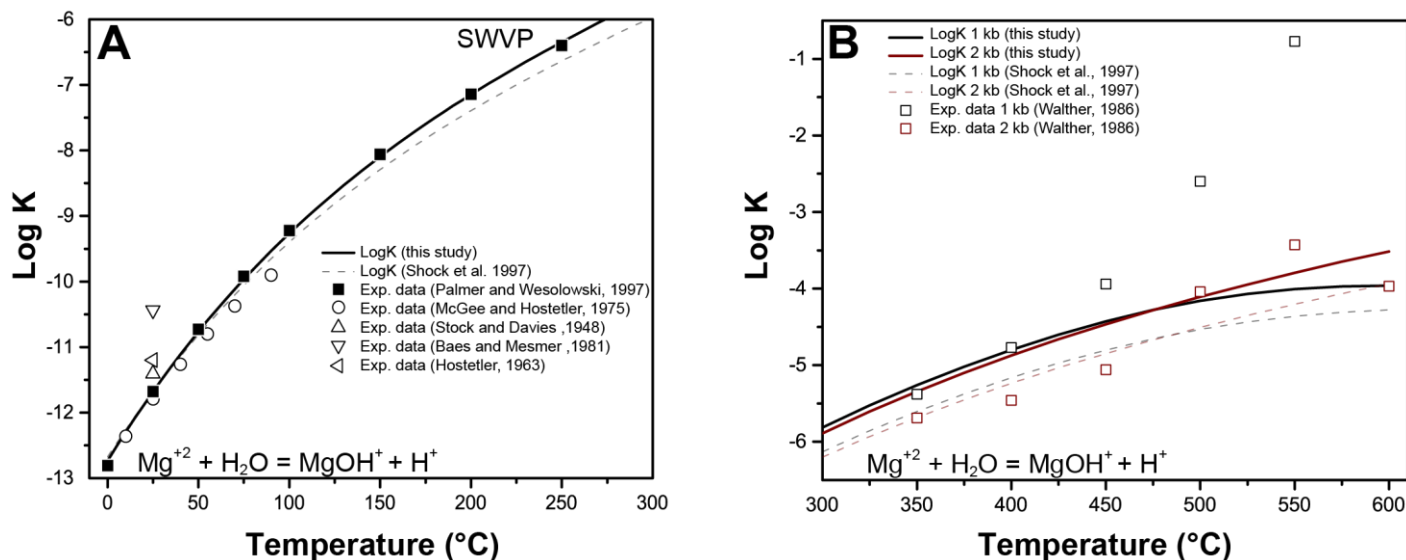 A
SWVP
-6
-7
-8
-9
-10
-11
-12
-13
Log K
LogK (this study)
LogK (Shock et al. 1997)
Exp. data (Palmer and Wesolowski, 1997)
Exp. data (McGee and Hostetler, 1975)
Exp. data (Stock and Davies ,1948)
Exp. data (Baes and Mesmer ,1981)
Exp. data (Hostetler, 1963)
Mg+2 + H2O = MgOH+ + H+
0 50 100 150 200 250 300
Temperature (°C)
B
LogK 1 kb (this study)
LogK 2 kb (this study)
LogK 1 kb (Shock et al., 1997)
LogK 2 kb (Shock et al., 1997)
Exp. data 1 kb (Walther, 1986)
Exp. data 2 kb (Walther, 1986)
-1
-2
-3
-4
-5
-6
Log K
Mg+2 + H2O = MgOH+ + H+
300 350 400 450 500 550 600
Temperature (°C)